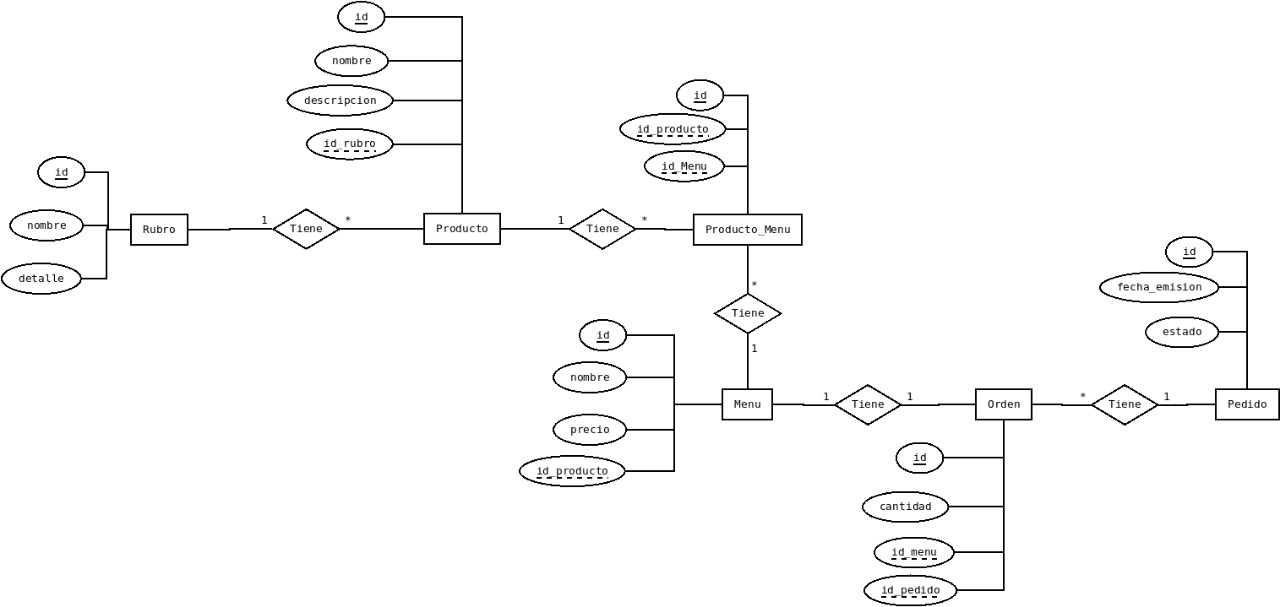 id
nombre
descripcion
id_rubro
id
id_producto
id_Menu
id
nombre
detalle
Rubro
1
Tiene
*
Producto
1
Tiene
*
Producto_Menu
*
Tiene
1
id
nombre
precio
id_producto
Menu
1
Tiene
1
Orden
*
Tiene
1
Pedido
id
fecha_emision
estado
id
cantidad
id_menu
id_pedido